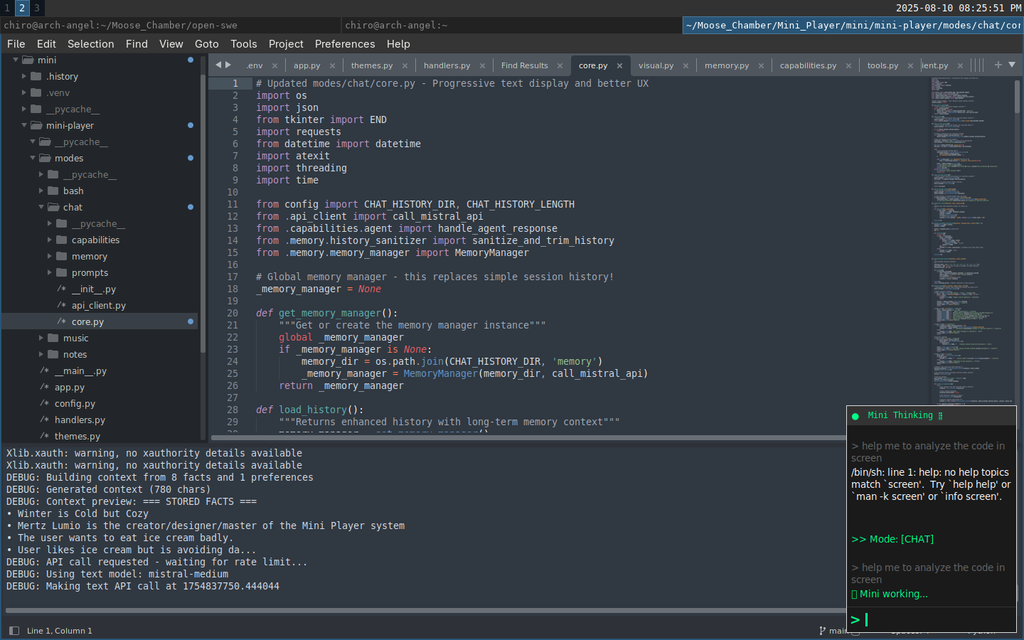 1 2 3
2025-08-10 08:25:51 PM
chiro@arch-angel:~/Moose_Chamber/open-swe
chiro@arch-angel:~
~/Moose_Chamber/Mini_Player/mini/mini-player/modes/chat/cor
File Edit Selection Find View Goto Tools Project Preferences Help
mini
.history
.venv
__pycache__
mini-player
__pycache__
modes
__pycache__
bash
chat
__pycache__
capabilities
memory
prompts
/* __init__.py
/* api_client.py
/* core.py
music
notes
/* __main__.py
/* app.py
/* config.py
/* handlers.py
/* themes.py
.env × app.py × themes.py × handlers.py × Find Results × core.py × visual.py × memory.py × capabilities.py × tools.py × ient.py ×
1 # Updated modes/chat/core.py - Progressive text display and better UX
2 import os
3 import json
4 from tkinter import END
5 import requests
6 from datetime import datetime
7 import atexit
8 import threading
9 import time
10
11 from config import CHAT_HISTORY_DIR, CHAT_HISTORY_LENGTH
12 from .api_client import call_mistral_api
13 from .capabilities.agent import handle_agent_response
14 from .memory.history_sanitizer import sanitize_and_trim_history
15 from .memory.memory_manager import MemoryManager
16
17 # Global memory manager - this replaces simple session history!
18 _memory_manager = None
19
20 def get_memory_manager():
21 """Get or create the memory manager instance"""
22 global _memory_manager
23 if _memory_manager is None:
24 memory_dir = os.path.join(CHAT_HISTORY_DIR, 'memory')
25 _memory_manager = MemoryManager(memory_dir, call_mistral_api)
26 return _memory_manager
27
28 def load_history():
29 """Returns enhanced history with long-term memory context"""
Xlib.xauth: warning, no xauthority details available
Xlib.xauth: warning, no xauthority details available
DEBUG: Building context from 8 facts and 1 preferences
DEBUG: Generated context (780 chars)
DEBUG: Context preview: === STORED FACTS ===
• Winter is Cold but Cozy
• Mertz Lumio is the creator/designer/master of the Mini Player system
• The user wants to eat ice cream badly.
• User likes ice cream but is avoiding da...
DEBUG: API call requested - waiting for rate limit...
DEBUG: Using text model: mistral-medium
DEBUG: Making text API call at 1754837750.444044
Mini Thinking
> help me to analyze the code in
screen
/bin/sh: line 1: help: no help topics
match `screen'. Try `help help' or
`man -k screen' or `info screen'.
>> Mode: [CHAT]
> help me to analyze the code in
screen
Mini working...
>
Line 1, Column 1
main